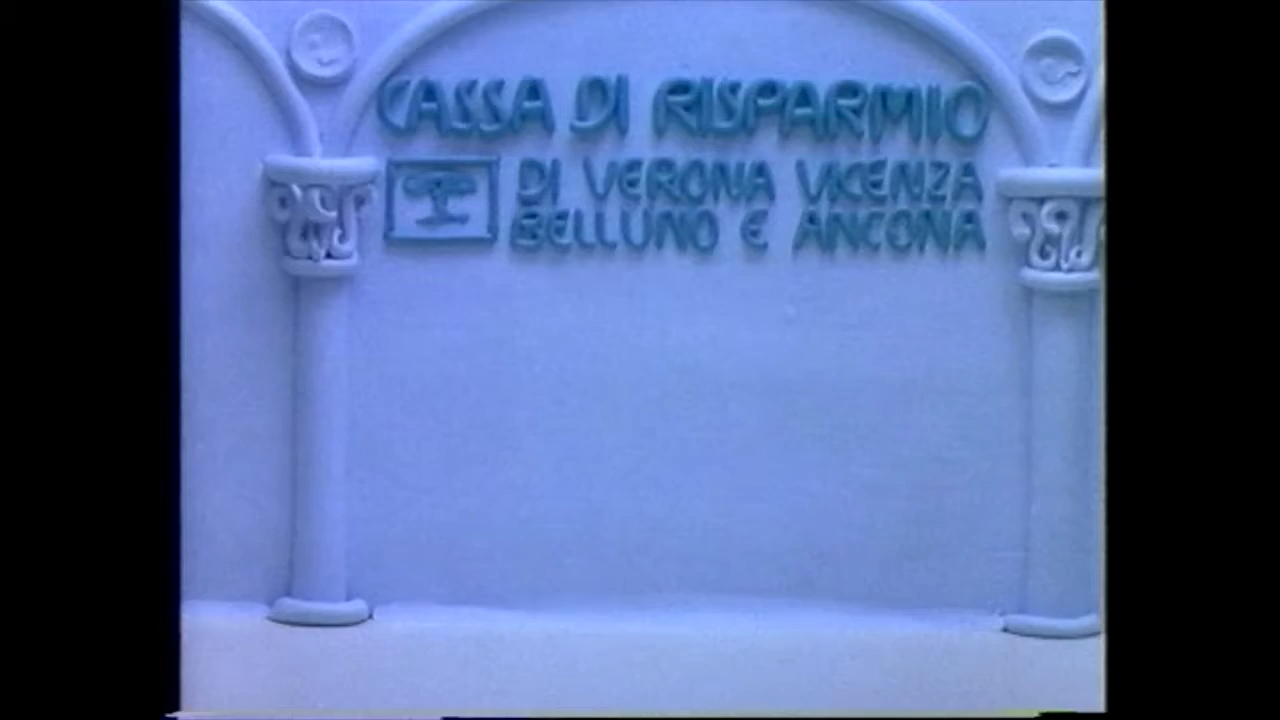 CASSA DI RISPARMIO
DI VERONA VICENZA
BELLUNO E ANCONA